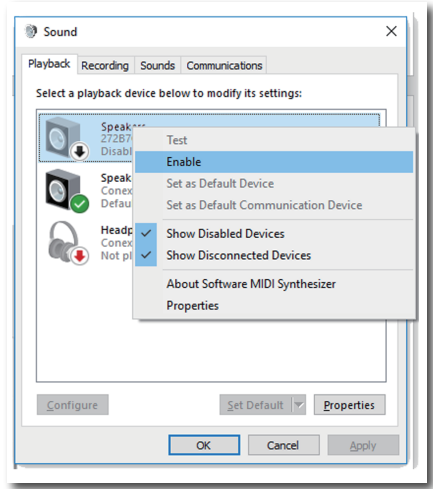 Sound
Playback Recording Sounds Communications
Select a playback device below to modify its settings:
Speakers
272B7
Disabl
Test
Enable
Set as Default Device
Set as Default Communication Device
Speak
Conex
Defau
Show Disabled Devices
Show Disconnected Devices
Headp
Conex
Not pl
About Software MIDI Synthesizer
Properties
Configure Set Default Properties
OK Cancel Apply